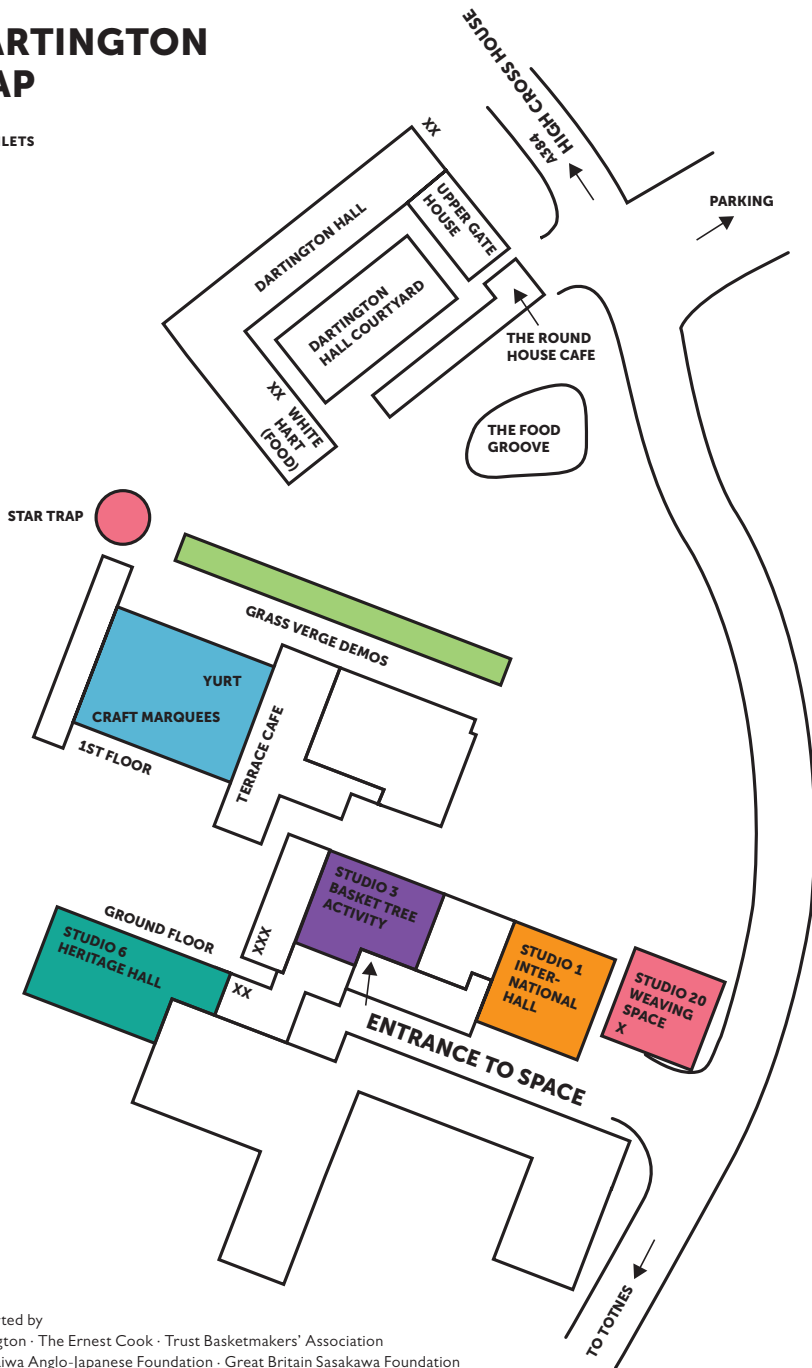 ARTINGTON
AP
LETS
HIGH CROSS HOUSE
A384
PARKING
XX
UPPER GATE
HOUSE
DARTINGTON HALL
DARTINGTON
HALL COURTYARD
THE ROUND
HOUSE CAFE
XX WHITE
HART
(FOOD)
THE FOOD
GROOVE
STAR TRAP
GRASS VERGE DEMOS
YURT
CRAFT MARQUEES
1ST FLOOR
TERRACE CAFE
STUDIO 3
BASKET TREE
ACTIVITY
XXX
GROUND FLOOR
STUDIO 6
HERITAGE HALL
XX
STUDIO 1
INTER-
NATIONAL
HALL
STUDIO 20
WEAVING
SPACE
X
ENTRANCE TO SPACE
TO TOTNES
ted by
gton · The Ernest Cook · Trust Basketmakers' Association
iwa Anglo-Japanese Foundation · Great Britain Sasakawa Foundation